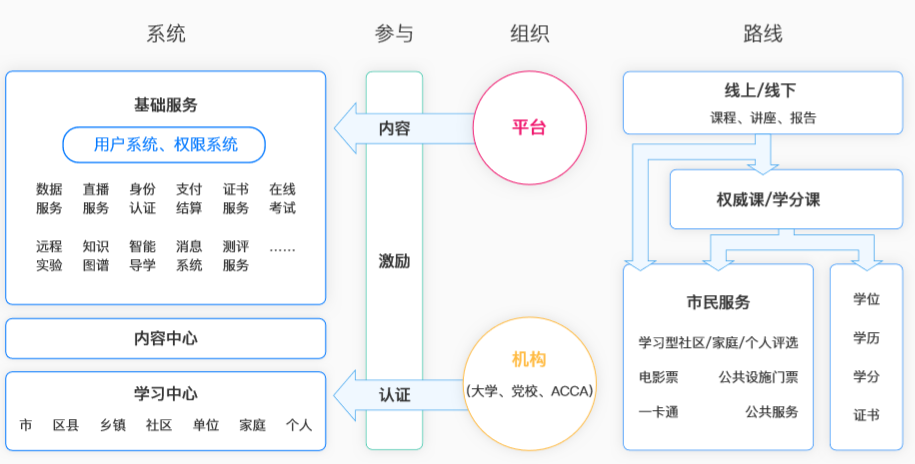 系统
参与
组织
路线
基础服务
用户系统、权限系统
数据服务
直播服务
身份认证
支付结算
证书服务
在线考试
远程实验
知识图谱
智能导学
消息系统
测评服务
……
内容中心
学习中心
市 区县 乡镇 社区 单位 家庭 个人
内容
激励
认证
平台
机构
(大学、党校、ACCA)
线上/线下
课程、讲座、报告
权威课/学分课
市民服务
学习型社区/家庭/个人评选
电影票 公共设施门票
一卡通 公共服务
学位
学历
学分
证书